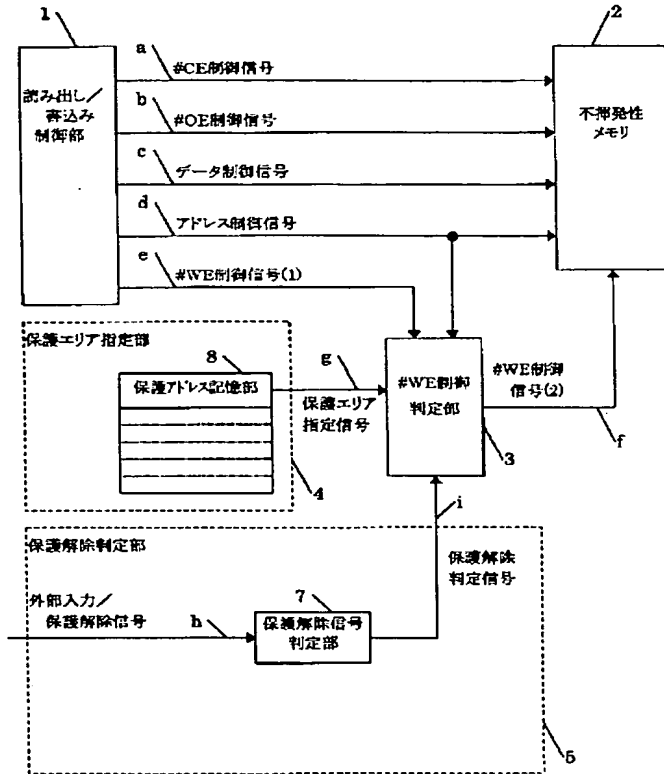 1
2
a
#CE制御信号
読み出し／
書込み
制御部
不揮発性
メモリ
b
#OE制御信号
c
データ制御信号
d
アドレス制御信号
e
#WE制御信号(1)
保護エリア指定部
8
保護アドレス記憶部
g
保護エリア
指定信号
#WE制御
判定部
#WE制御
信号(2)
3
f
4
i
保護解除判定部
保護解除
判定信号
外部入力／
保護解除信号
h
7
保護解除信号
判定部
5